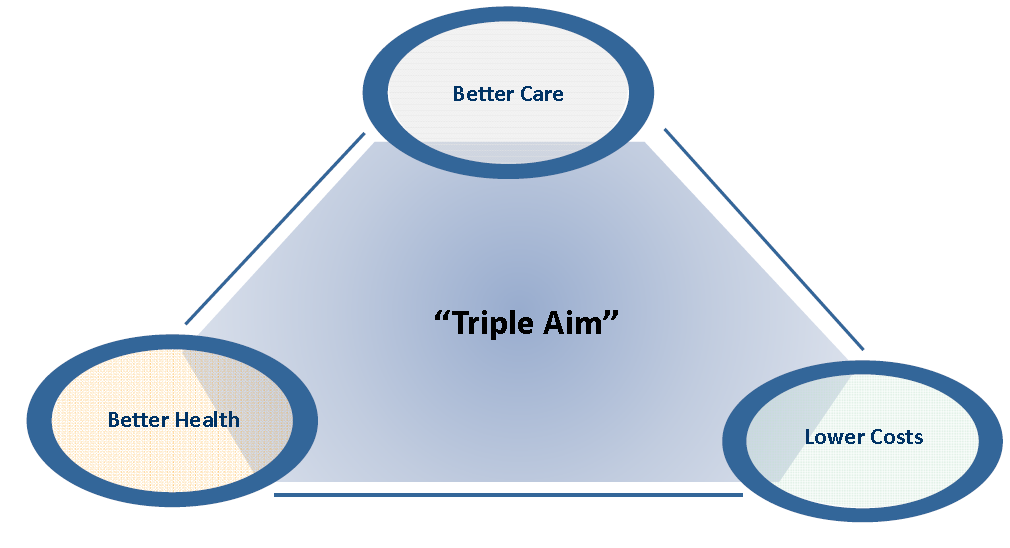 Better Care
“Triple Aim”
Better Health
Lower Costs